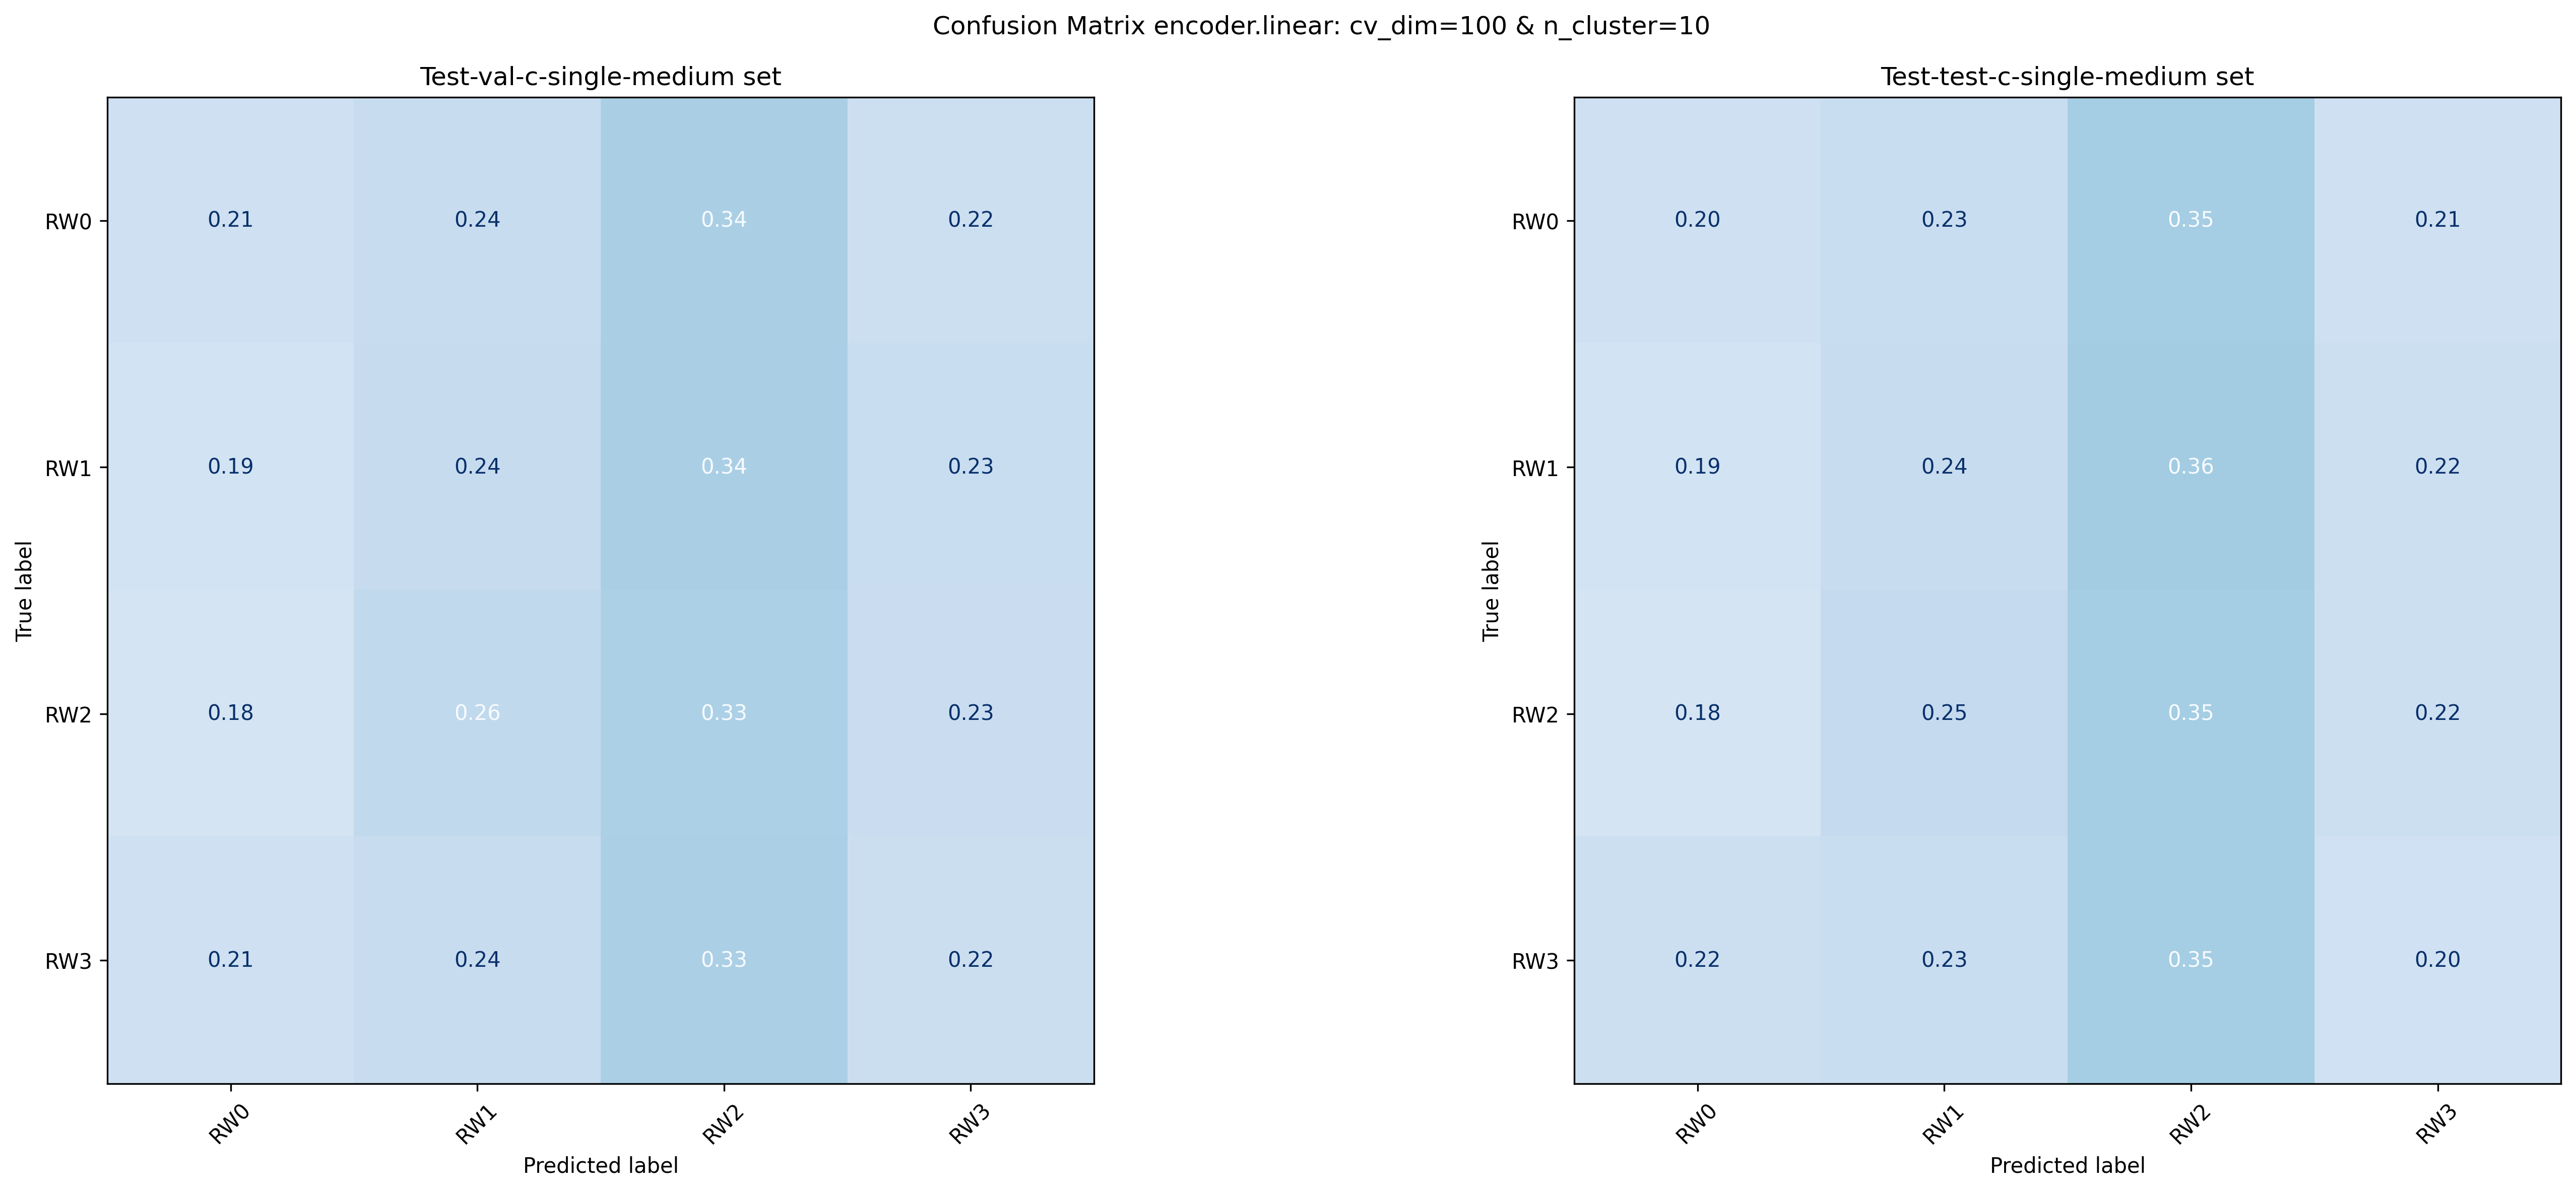 Confusion Matrix encoder.linear: cv_dim=100 & n_cluster=10
Test-val-c-single-medium set
True label
RW0 0.21 0.24 0.34 0.22
RW1 0.19 0.24 0.34 0.23
RW2 0.18 0.26 0.33 0.23
RW3 0.21 0.24 0.33 0.22
RW0 RW1 RW2 RW3
Predicted label
Test-test-c-single-medium set
True label
RW0 0.20 0.23 0.35 0.21
RW1 0.19 0.24 0.36 0.22
RW2 0.18 0.25 0.35 0.22
RW3 0.22 0.23 0.35 0.20
RW0 RW1 RW2 RW3
Predicted label